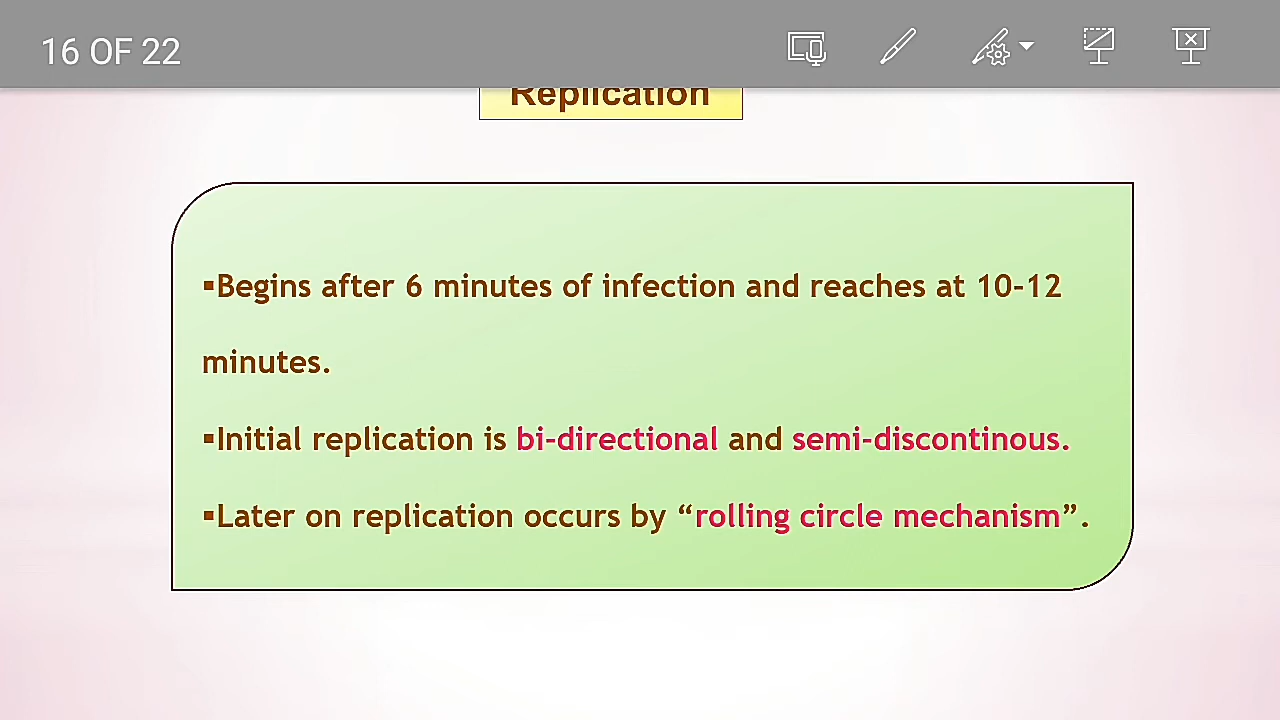 16 OF 22
Replication
▪Begins after 6 minutes of infection and reaches at 10-12
minutes.
▪Initial replication is bi-directional and semi-discontinous.
▪Later on replication occurs by “rolling circle mechanism”.